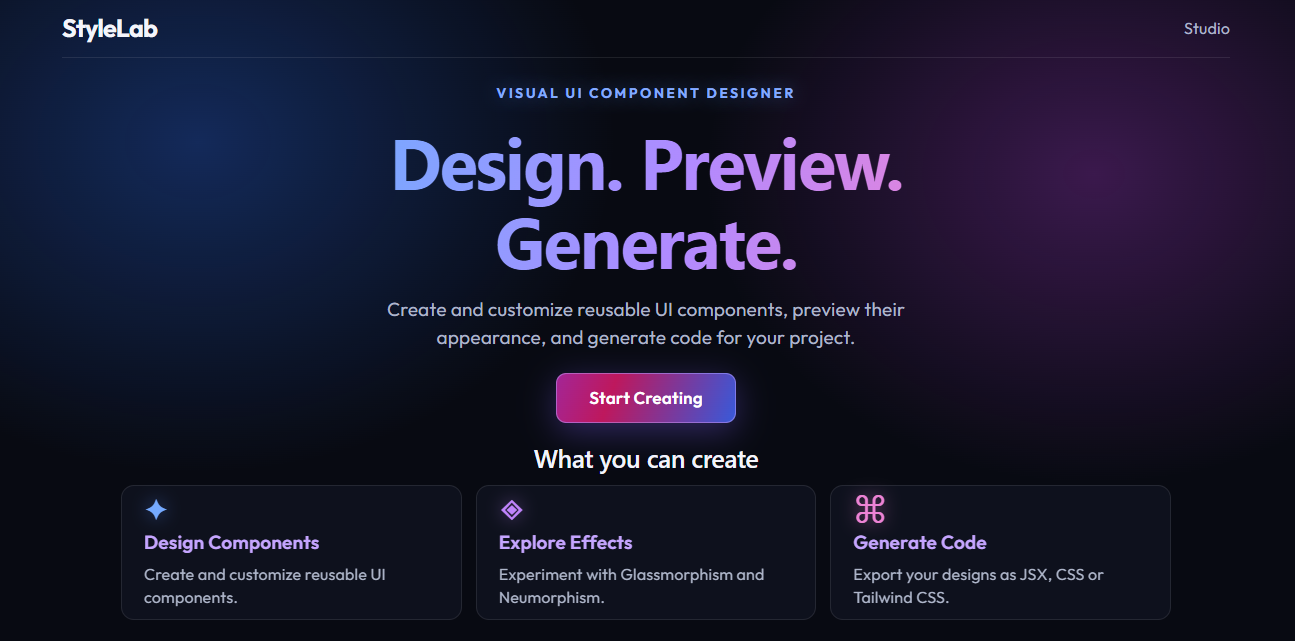 StyleLab
Studio
VISUAL UI COMPONENT DESIGNER
Design. Preview.
Generate.
Create and customize reusable UI components, preview their
appearance, and generate code for your project.
Start Creating
What you can create
Design Components
Create and customize reusable UI
components.
Explore Effects
Experiment with Glassmorphism and
Neumorphism.
Generate Code
Export your designs as JSX, CSS or
Tailwind CSS.